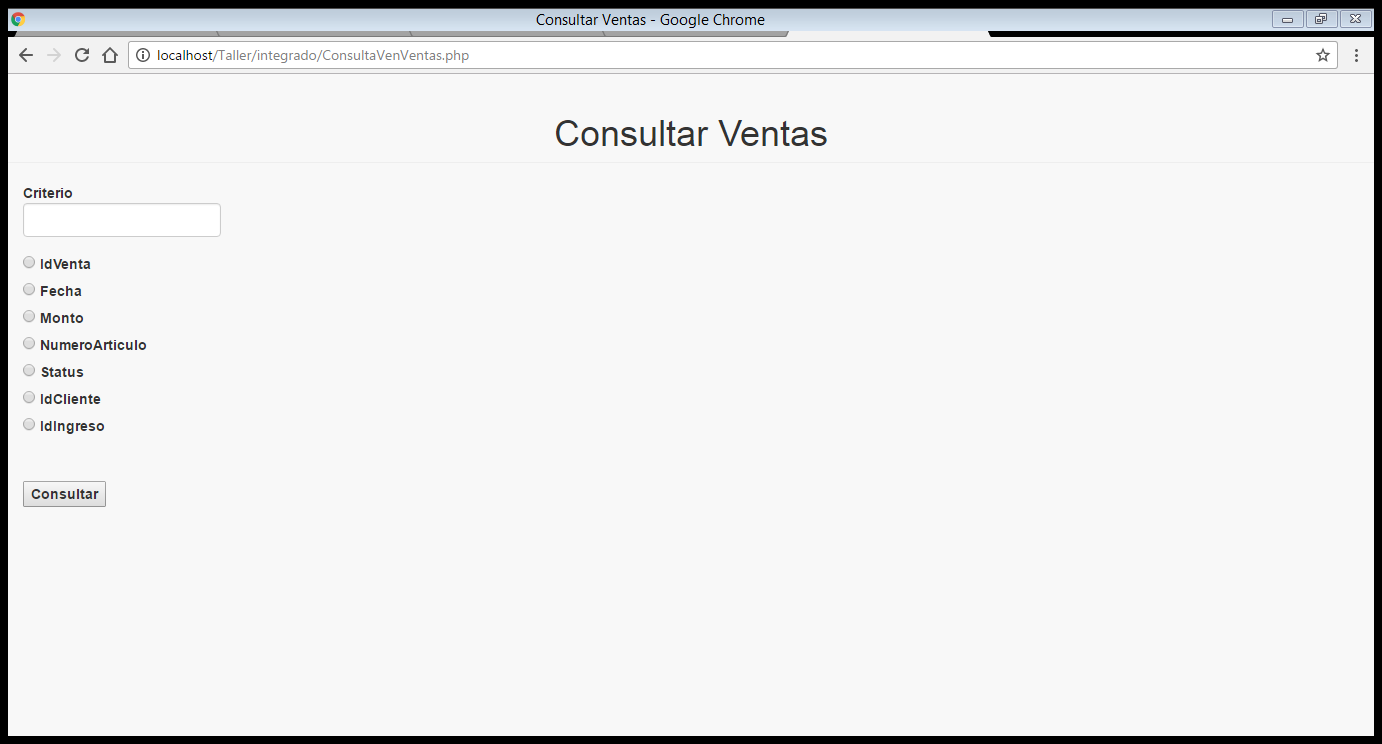 Consultar Ventas - Google Chrome
localhost/Taller/integrado/ConsultaVenVentas.php
Consultar Ventas
Criterio
IdVenta
Fecha
Monto
NumeroArticulo
Status
IdCliente
IdIngreso
Consultar